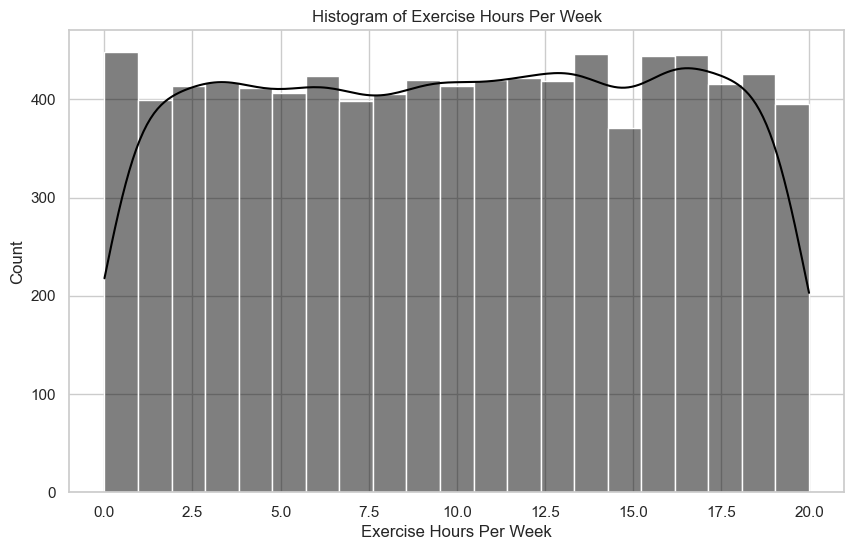 Histogram of Exercise Hours Per Week
Count
400
300
200
100
0
0.0 2.5 5.0 7.5 10.0 12.5 15.0 17.5 20.0
Exercise Hours Per Week